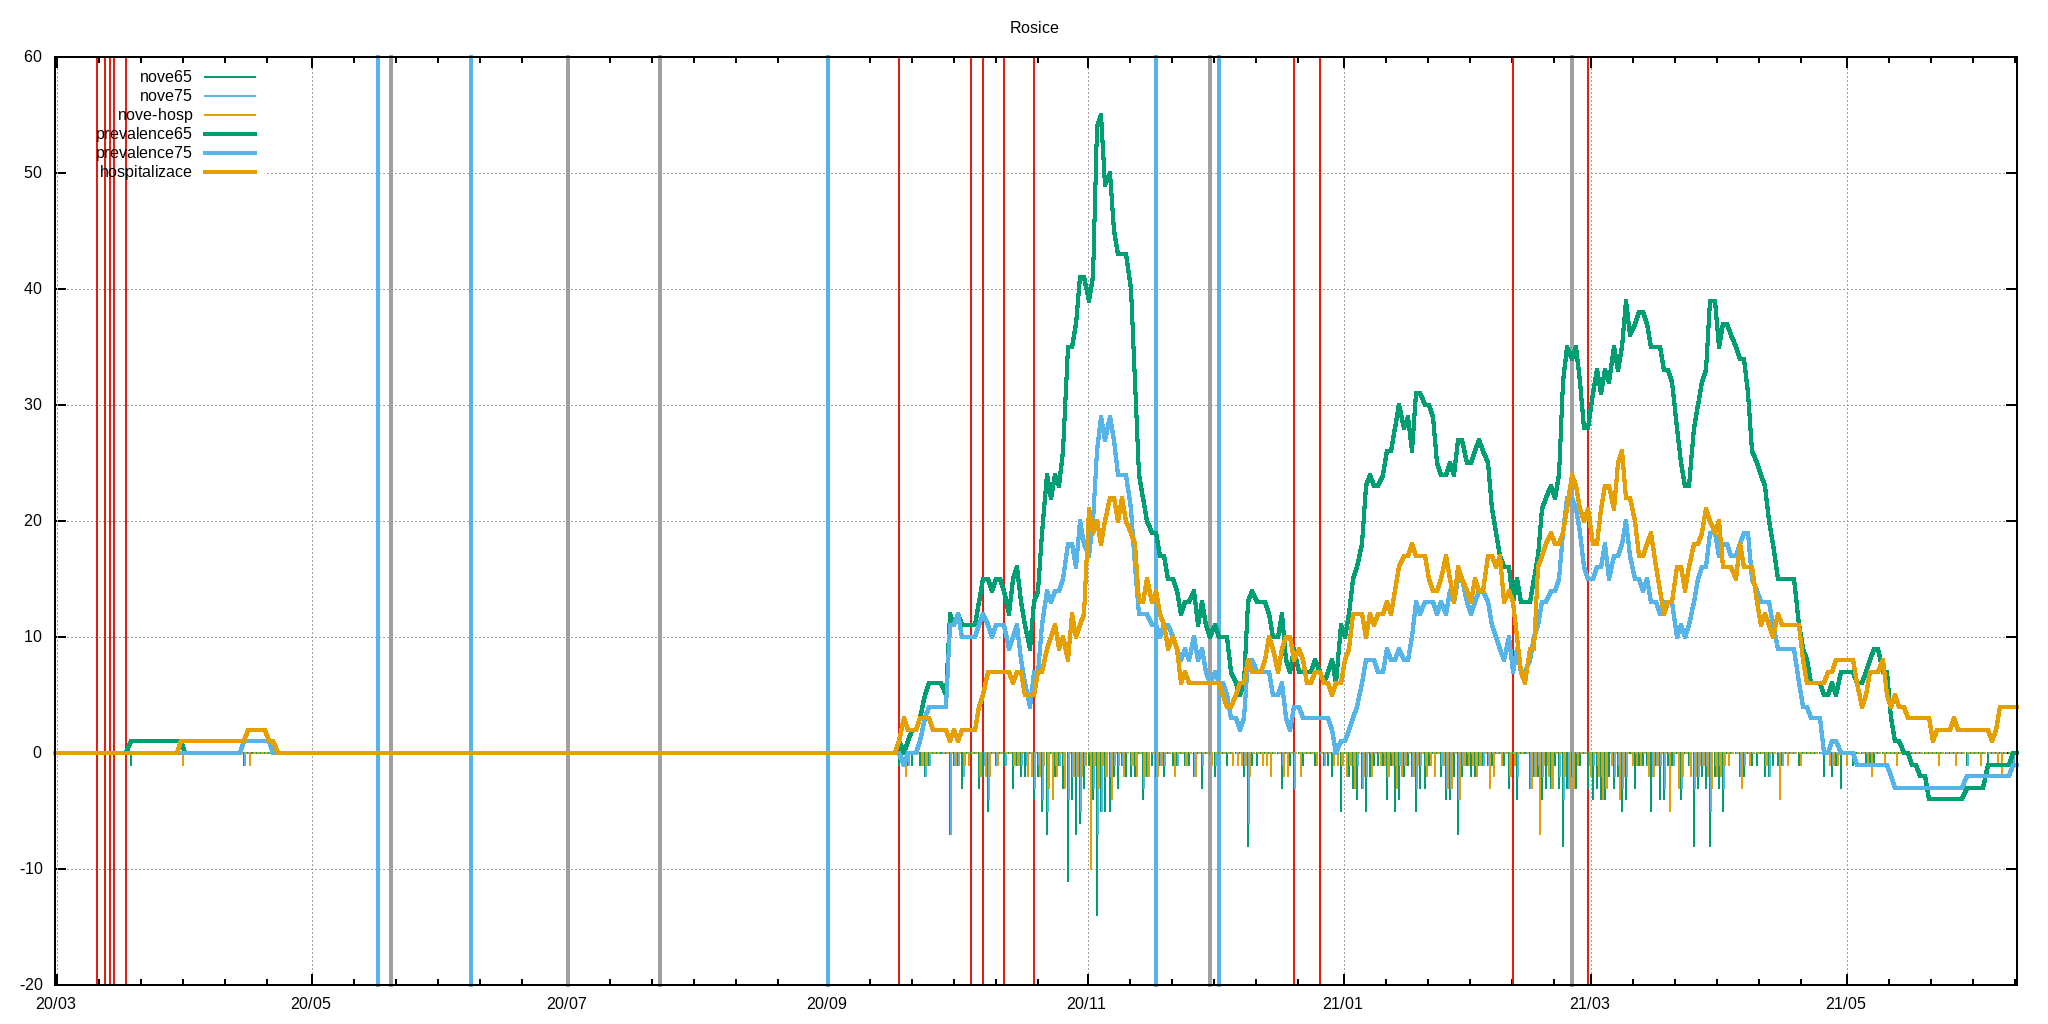 Rosice
60
50
40
30
20
10
0
-10
-20
nove65
nove75
nove-hosp
prevalence65
prevalence75
hospitalizace
20/03 20/05 20/07 20/09 20/11 21/01 21/03 21/05